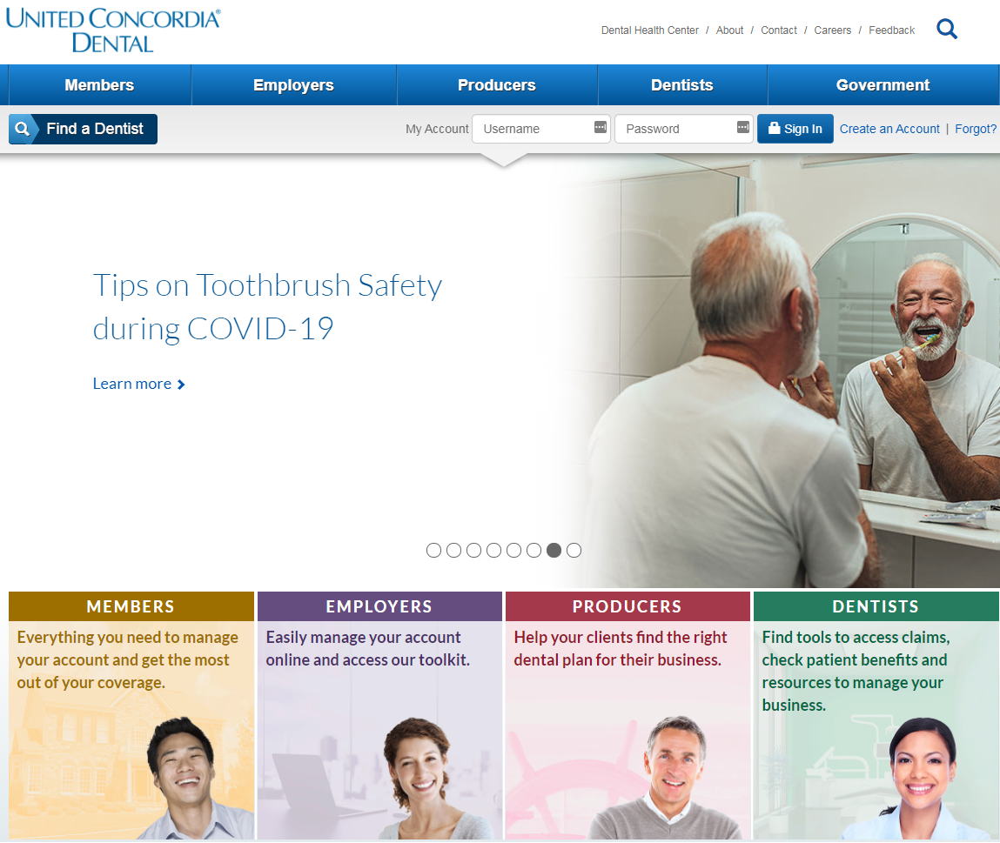 UNITED CONCORDIA®
DENTAL
Dental Health Center / About / Contact / Careers / Feedback
Members Employers Producers Dentists Government
Find a Dentist My Account Username Password Sign In Create an Account | Forgot?
Tips on Toothbrush Safety
during COVID-19
Learn more
MEMBERS
Everything you need to manage
your account and get the most
out of your coverage.
EMPLOYERS
Easily manage your account
online and access our toolkit.
PRODUCERS
Help your clients find the right
dental plan for their business.
DENTISTS
Find tools to access claims,
check patient benefits and
resources to manage your
business.